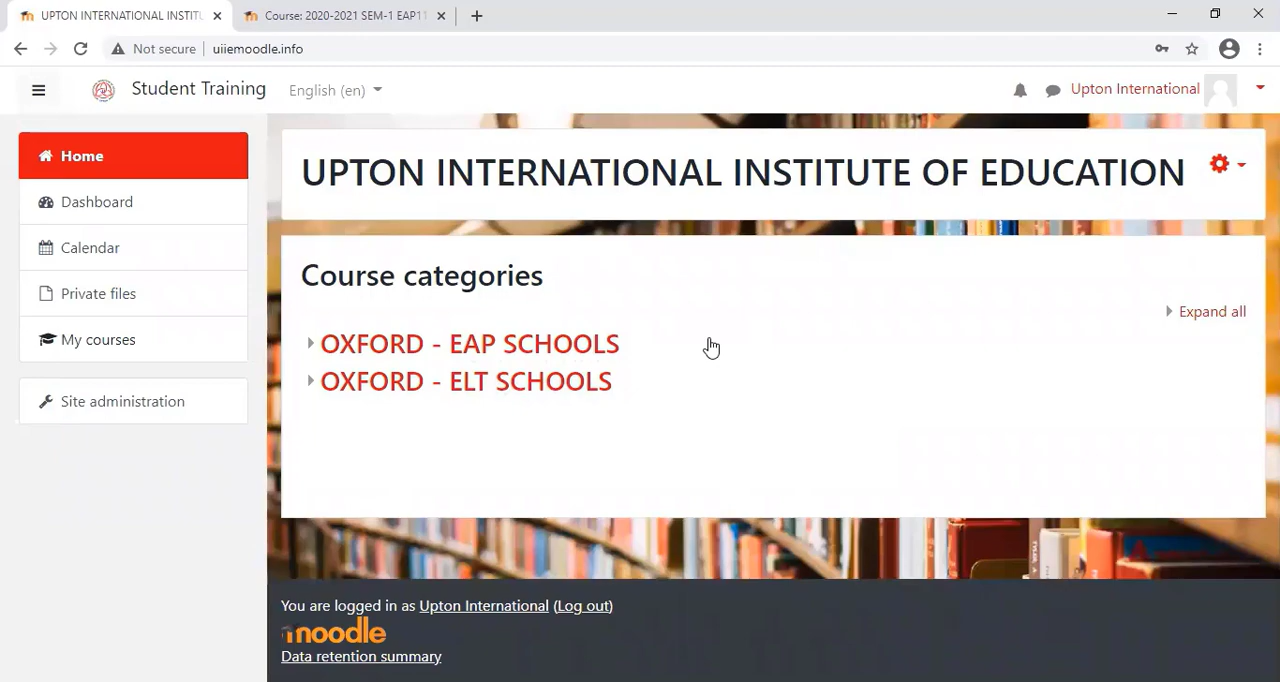 UPTON INTERNATIONAL INSTITU
Course: 2020-2021 SEM-1 EAP11
Not secure
uiiemoodle.info
Student Training
English (en)
Upton International
Home
Dashboard
Calendar
Private files
My courses
Site administration
UPTON INTERNATIONAL INSTITUTE OF EDUCATION
Course categories
Expand all
OXFORD - EAP SCHOOLS
OXFORD - ELT SCHOOLS
You are logged in as Upton International (Log out)
moodle
Data retention summary